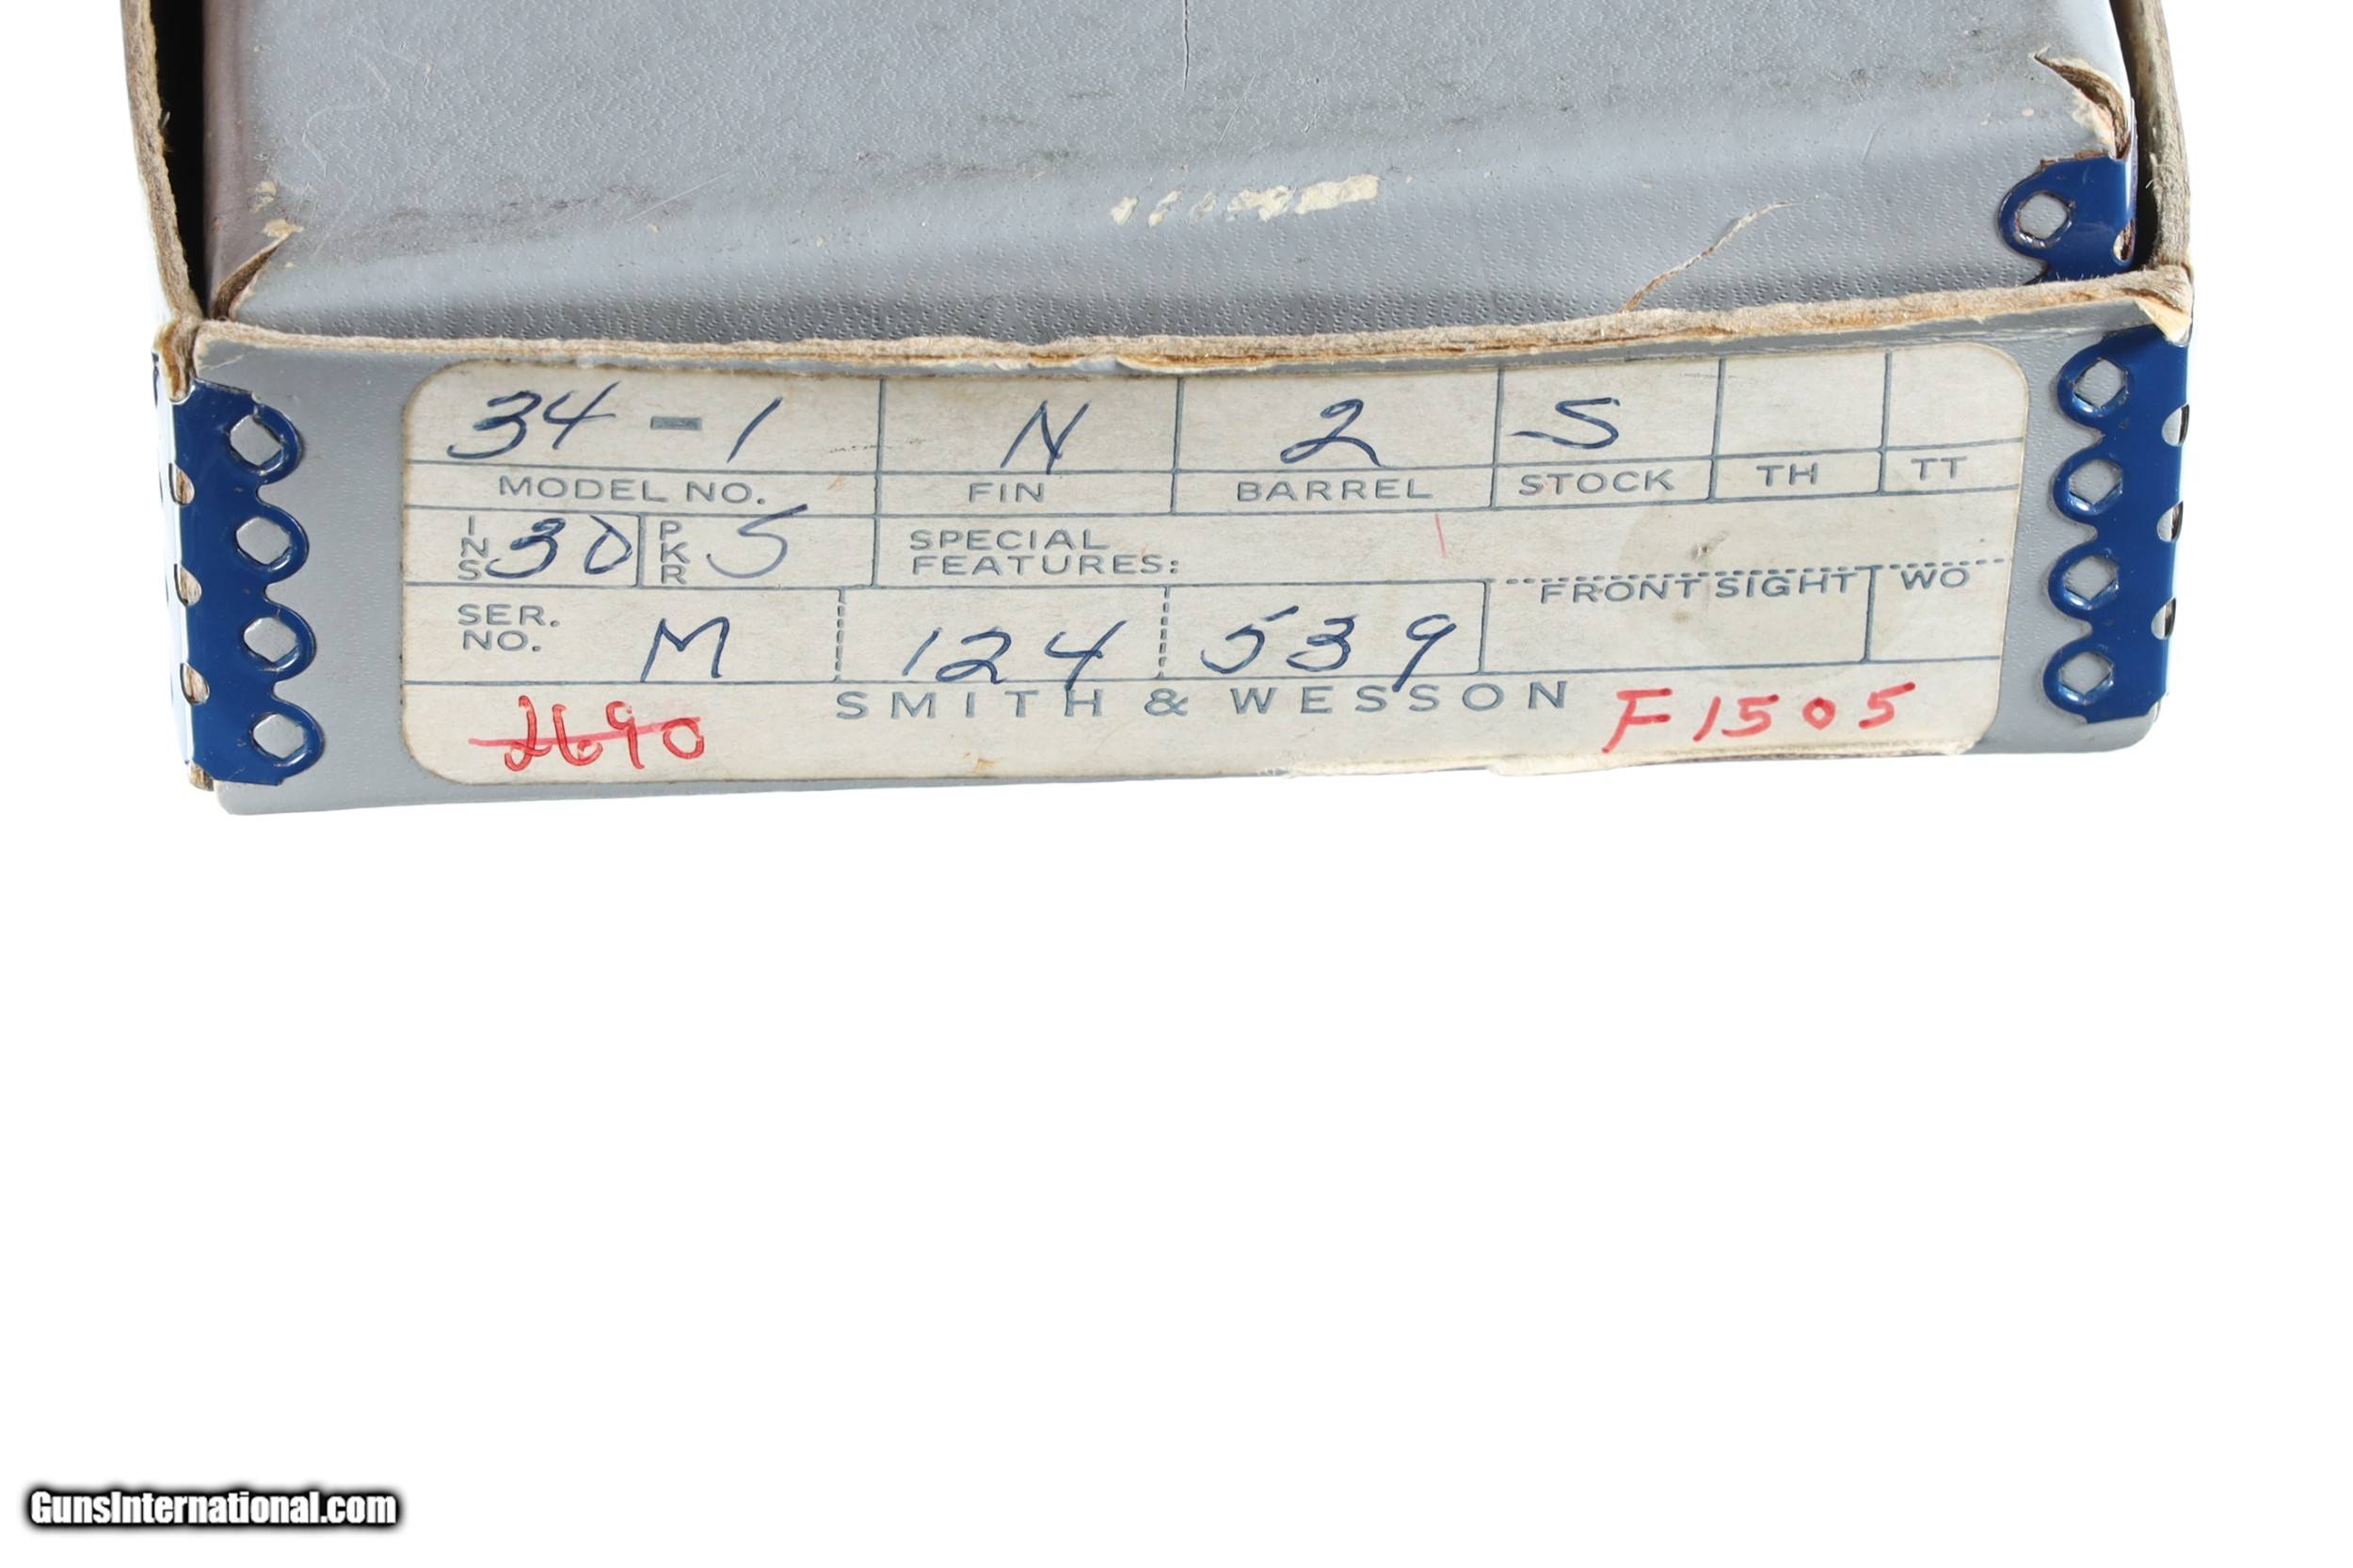 34-1 N 2 S
MODEL NO. FIN BARREL STOCK TH TT
INS 30 PKR S SPECIAL
FEATURES:
FRONT SIGHT WO
SER.
NO. M 124 539
SMITH & WESSON
2690 F1505
GunsInternational.com